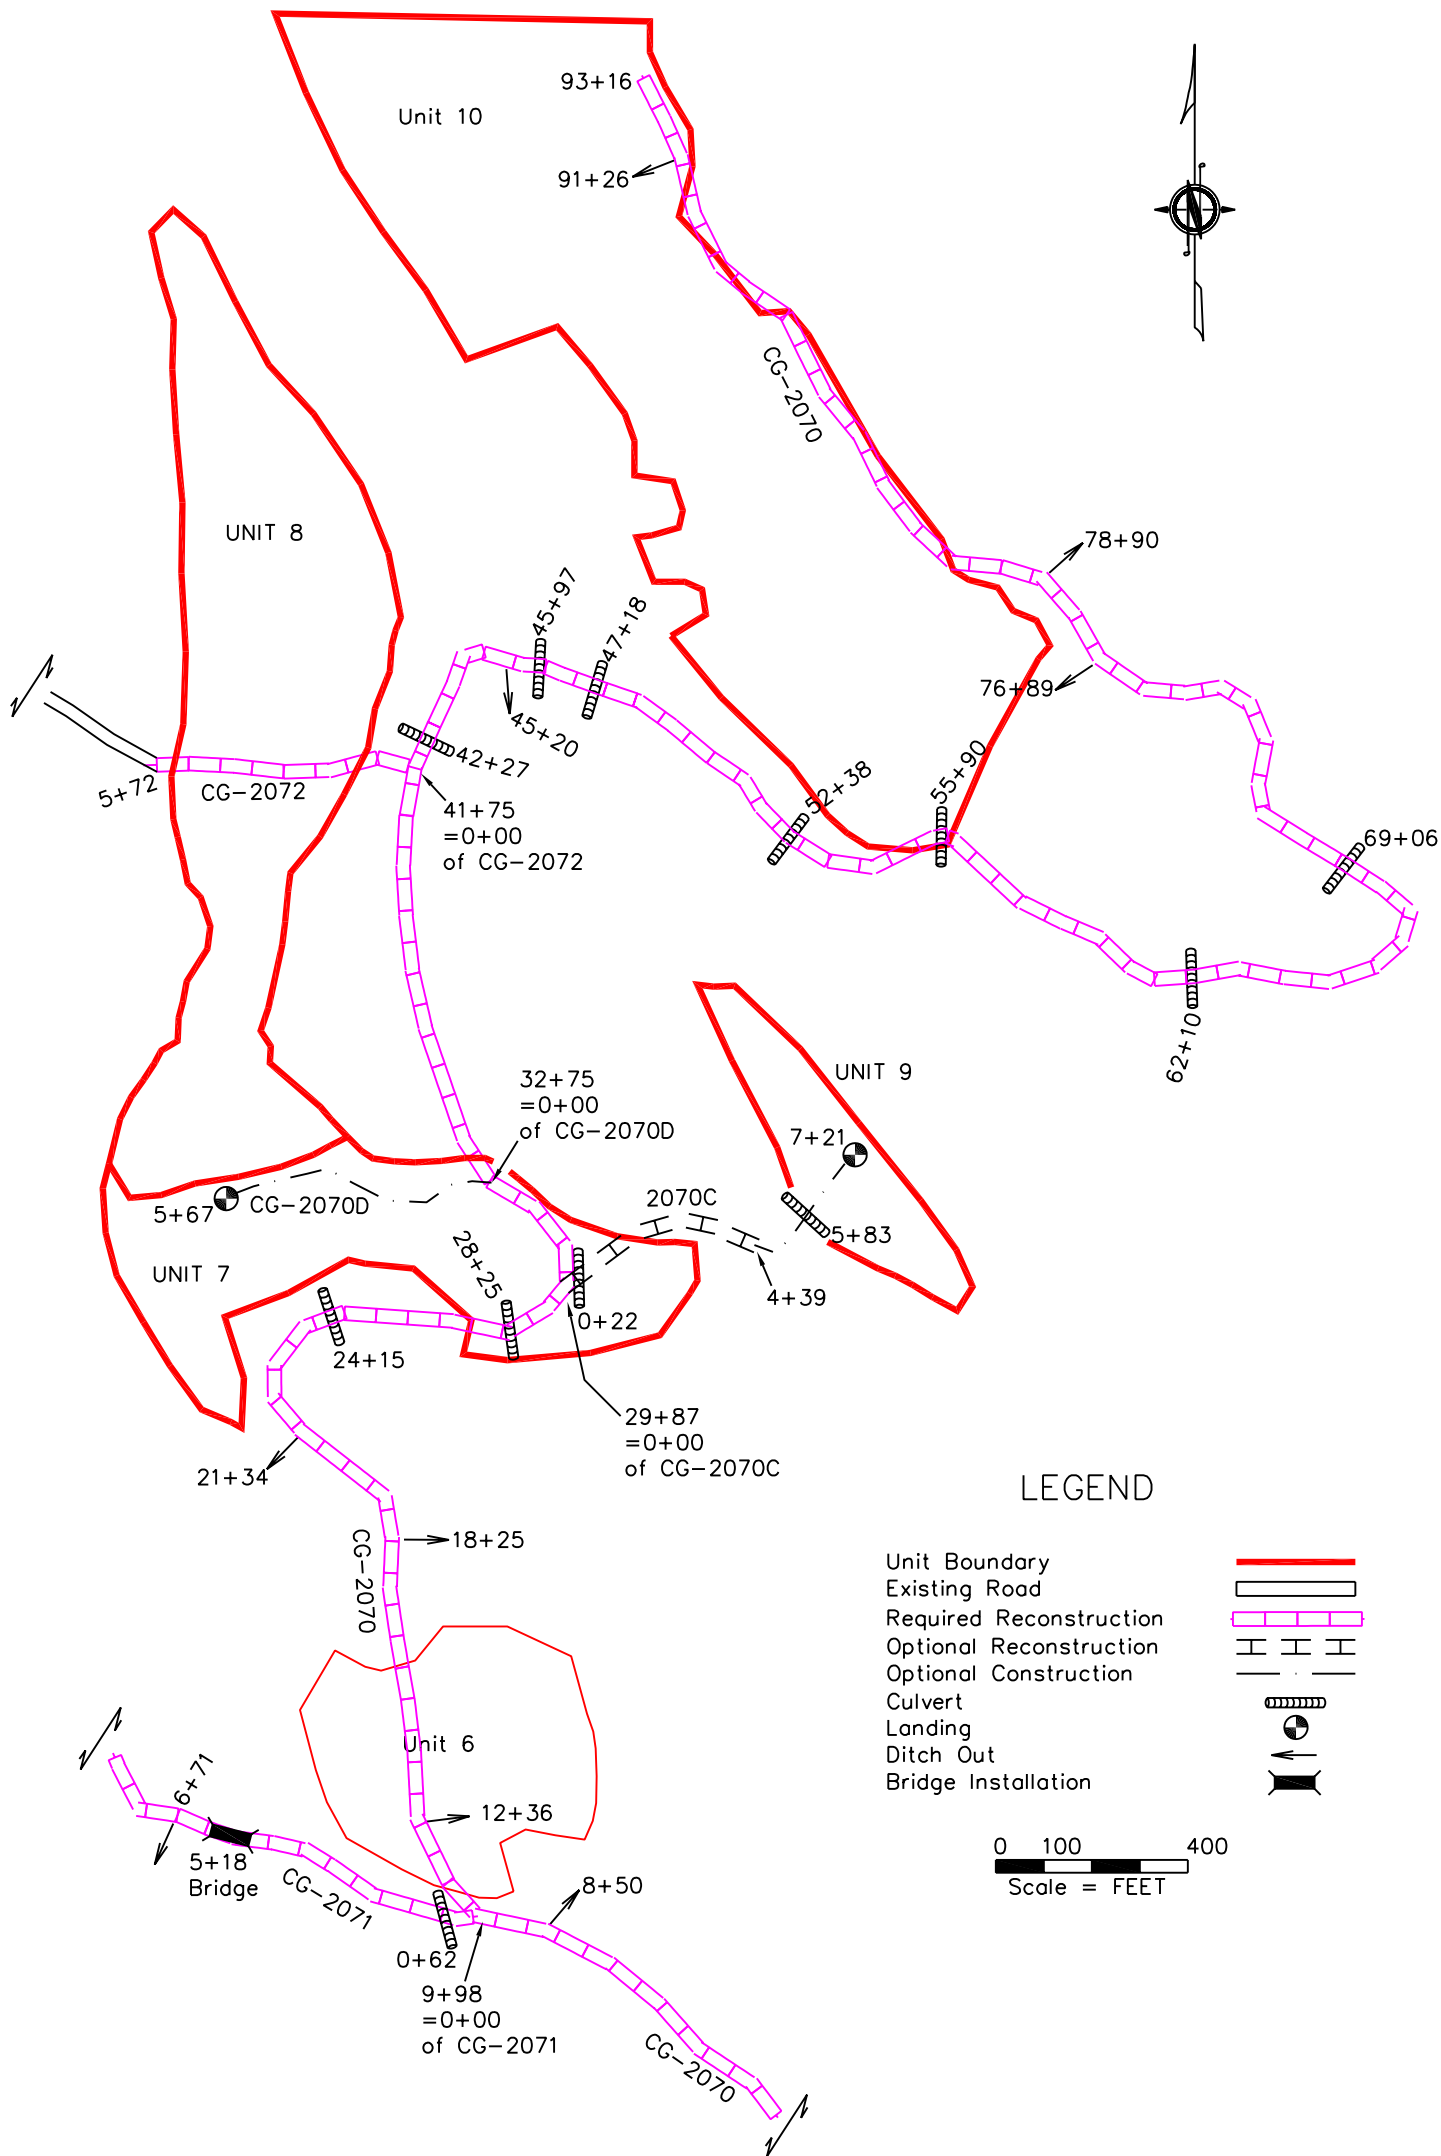 93+16
Unit 10
91+26
CG-2070
UNIT 8
78+90
45+97
47+18
76+89
45+20
42+27
5+72
CG-2072
41+75
=0+00
of CG-2072
52+38
55+90
69+06
62+10
UNIT 9
32+75
=0+00
of CG-2070D
7+21
5+67
CG-2070D
2070C
5+83
28+25
UNIT 7
4+39
0+22
24+15
29+87
=0+00
of CG-2070C
21+34
18+25
CG-2070
LEGEND
Unit Boundary
Existing Road
Required Reconstruction
Optional Reconstruction
Optional Construction
Culvert
Landing
Ditch Out
Bridge Installation
0 100 400
Scale = FEET
Unit 6
6+71
12+36
5+18
Bridge
CG-2071
8+50
0+62
9+98
=0+00
of CG-2071
CG-2070